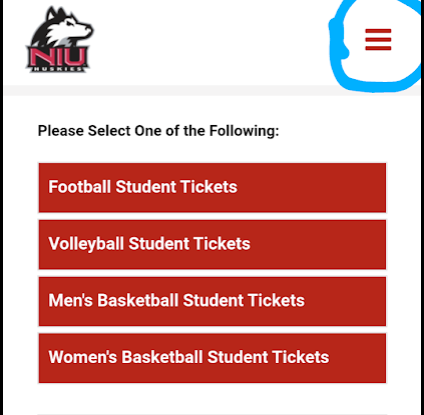 NIU
HUSKIES
Please Select One of the Following:
Football Student Tickets
Volleyball Student Tickets
Men's Basketball Student Tickets
Women's Basketball Student Tickets